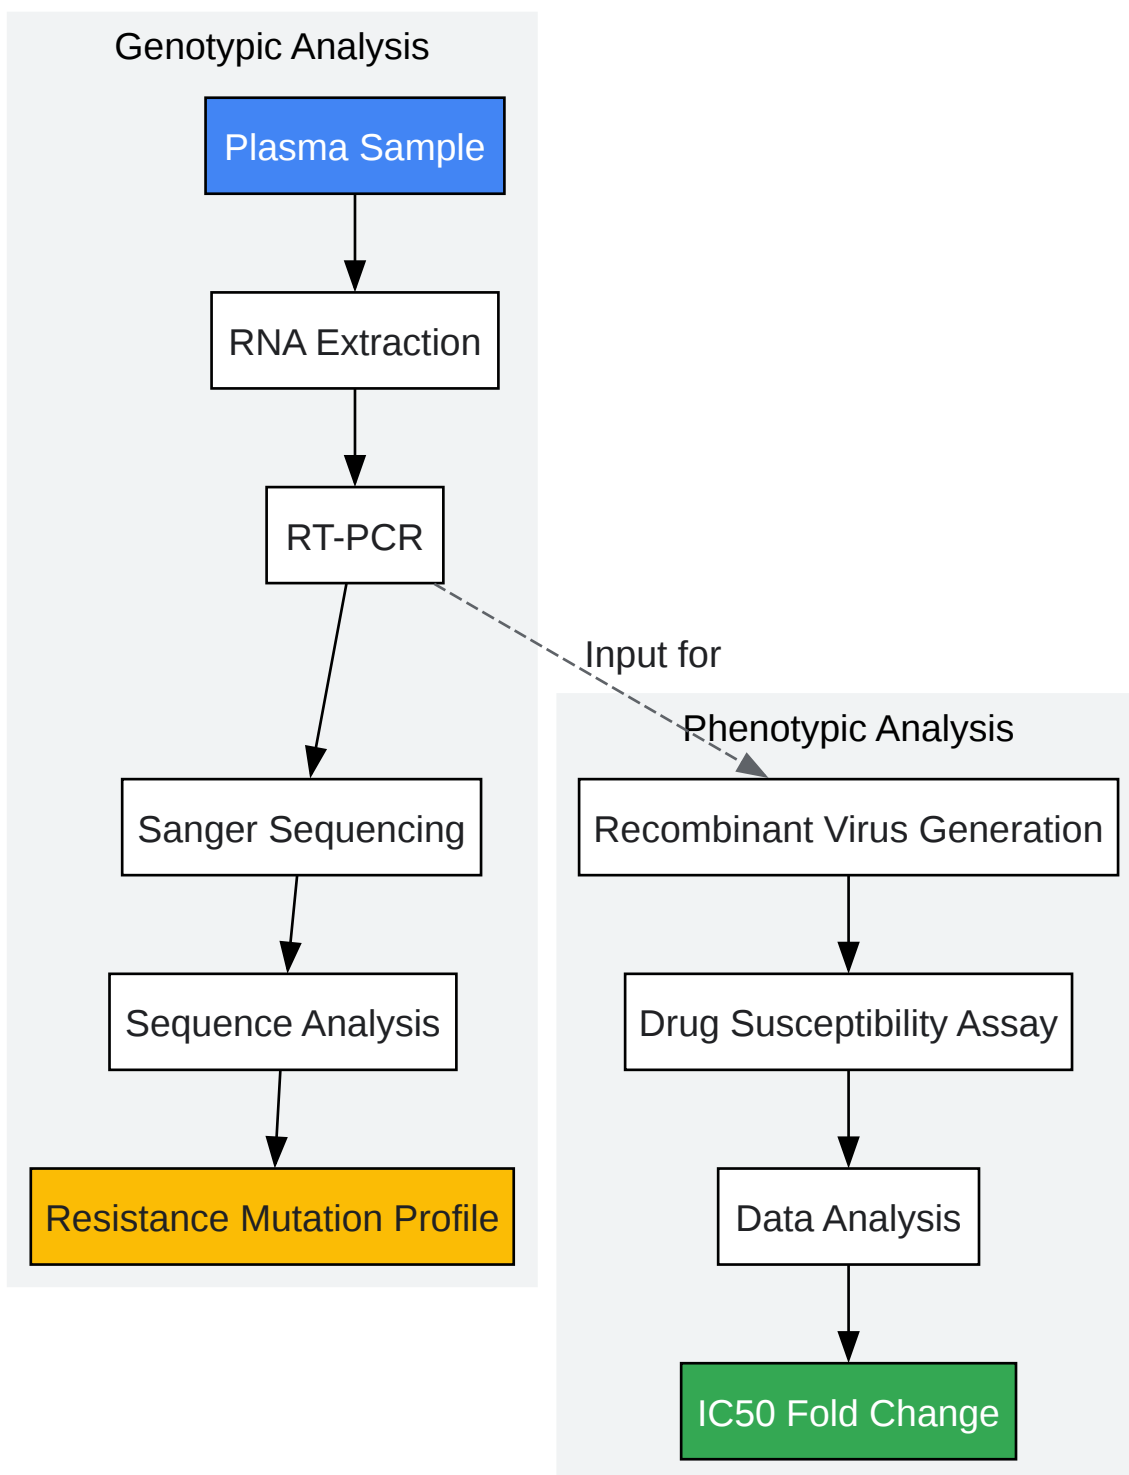 Genotypic Analysis
Plasma Sample
RNA Extraction
RT-PCR
Input for
Sanger Sequencing
Sequence Analysis
Resistance Mutation Profile
Phenotypic Analysis
Recombinant Virus Generation
Drug Susceptibility Assay
Data Analysis
IC50 Fold Change